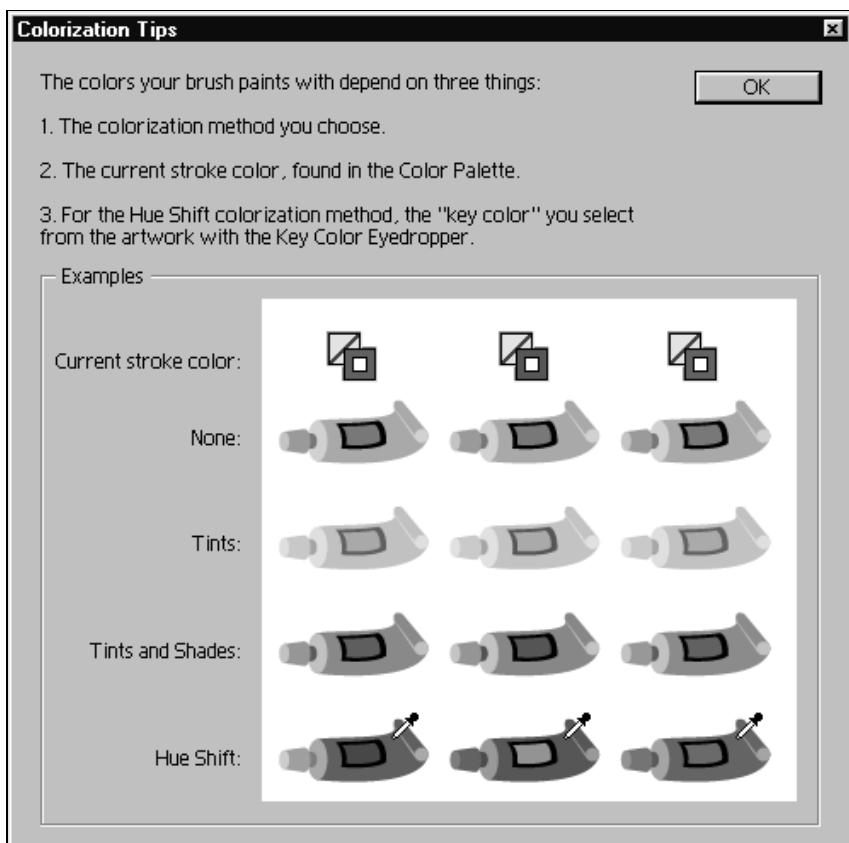 Colorization Tips
The colors your brush paints with depend on three things:
OK
1. The colorization method you choose.
2. The current stroke color, found in the Color Palette.
3. For the Hue Shift colorization method, the "key color" you select
from the artwork with the Key Color Eyedropper.
Examples
Current stroke color:
None:
Tints:
Tints and Shades:
Hue Shift: